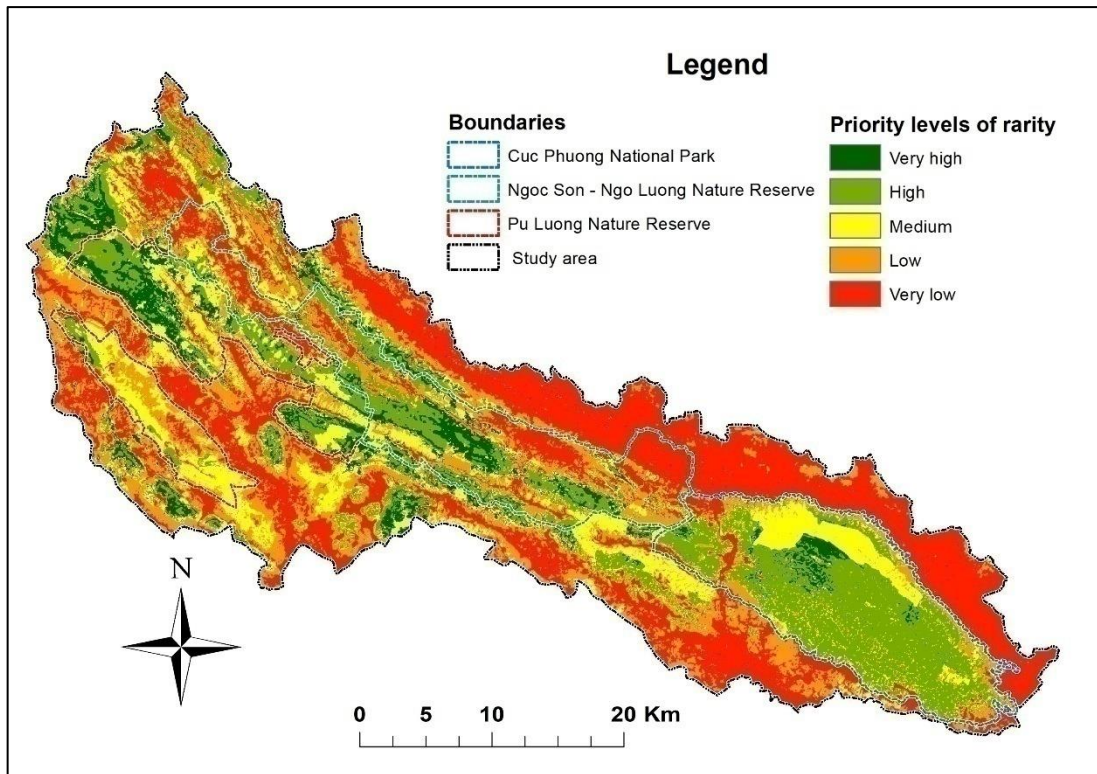 Legend
Boundaries
Cuc Phuong National Park
Ngoc Son - Ngo Luong Nature Reserve
Pu Luong Nature Reserve
Study area
Priority levels of rarity
Very high
High
Medium
Low
Very low
N
0 5 10 20 Km